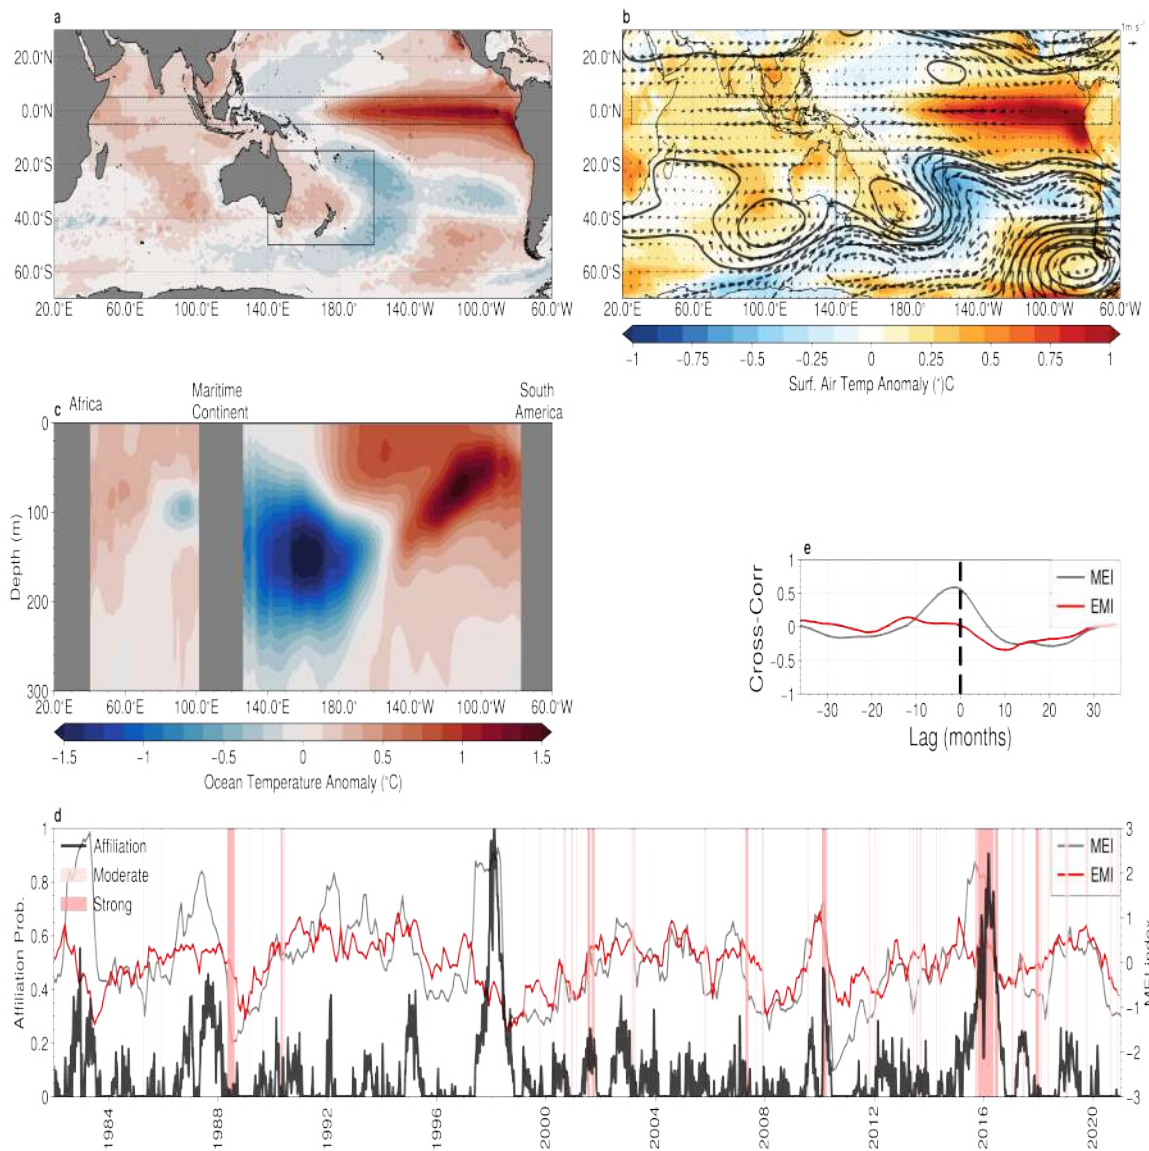 a
20.0°N
0.0°N
20.0°S
40.0°S
60.0°S
20.0°E 60.0°E 100.0°E 140.0°E 180.0° 140.0°W 100.0°W 60.0°W
b
1m s⁻¹
20.0°N
0.0°N
20.0°S
40.0°S
60.0°S
20.0°E 60.0°E 100.0°E 140.0°E 180.0° 140.0°W 100.0°W 60.0°W
−1 −0.75 −0.5 −0.25 0 0.25 0.5 0.75 1
Surf. Air Temp Anomaly (°)C
c
Africa
Maritime
Continent
South
America
0
100
200
300
Depth (m)
20.0°E 60.0°E 100.0°E 140.0°E 180.0° 140.0°W 100.0°W 60.0°W
−1.5 −1 −0.5 0 0.5 1 1.5
Ocean Temperature Anomaly (°C)
e
1
0.5
0
−0.5
−1
Cross-Corr
MEI
EMI
−30 −20 −10 0 10 20 30
Lag (months)
d
1
0.8
0.6
0.4
0.2
0
Affiliation Prob.
Affiliation
Moderate
Strong
MEI
EMI
3
2
1
0
−1
−2
−3
MEI index
1984 1988 1992 1996 2000 2004 2008 2012 2016 2020